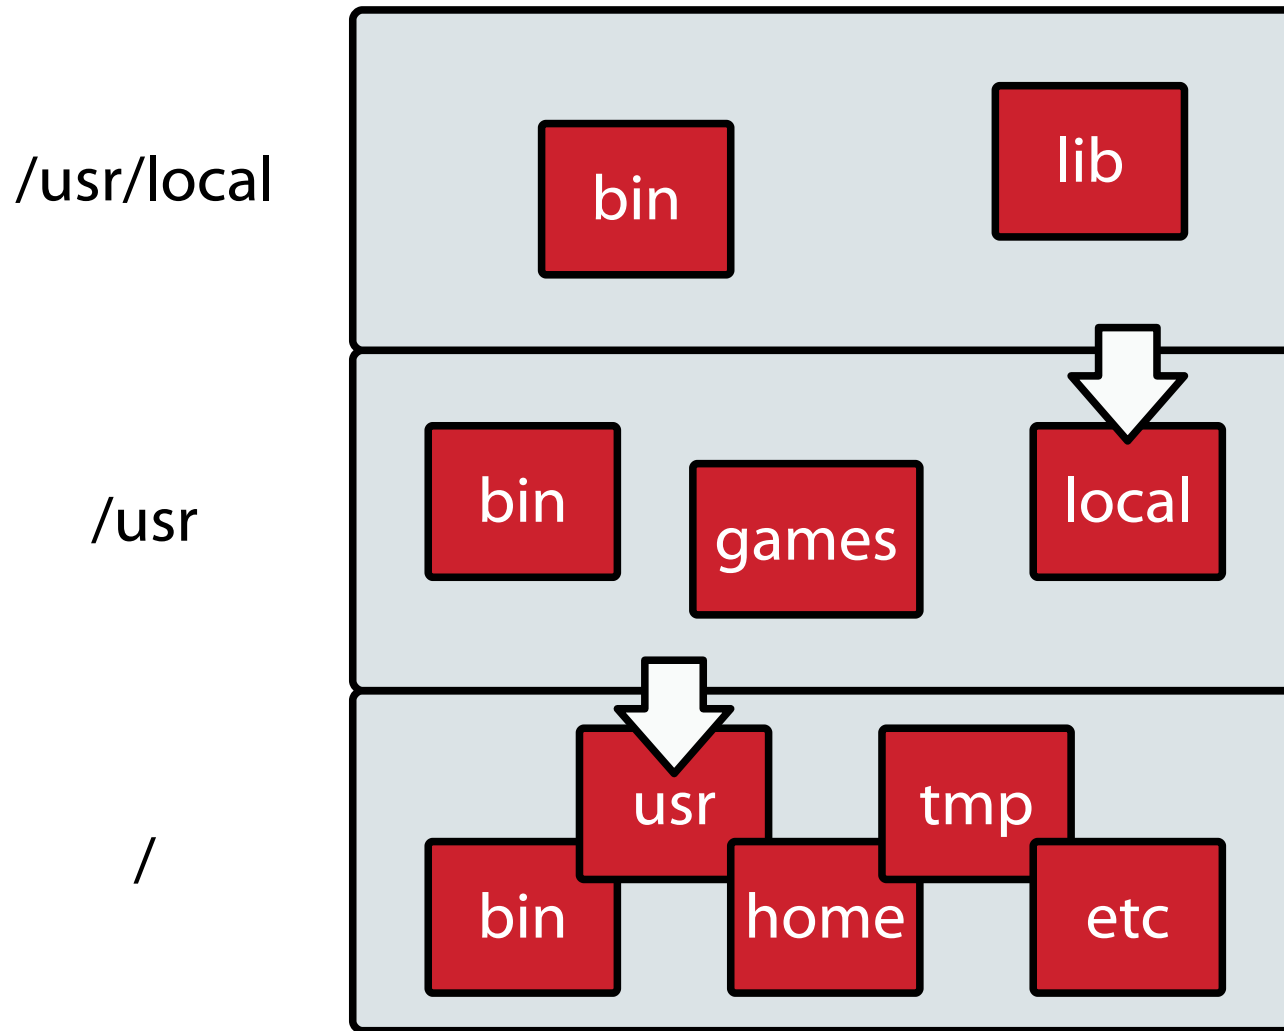 /usr/local
bin
lib
/usr
bin
games
local
/
usr
tmp
bin
home
etc